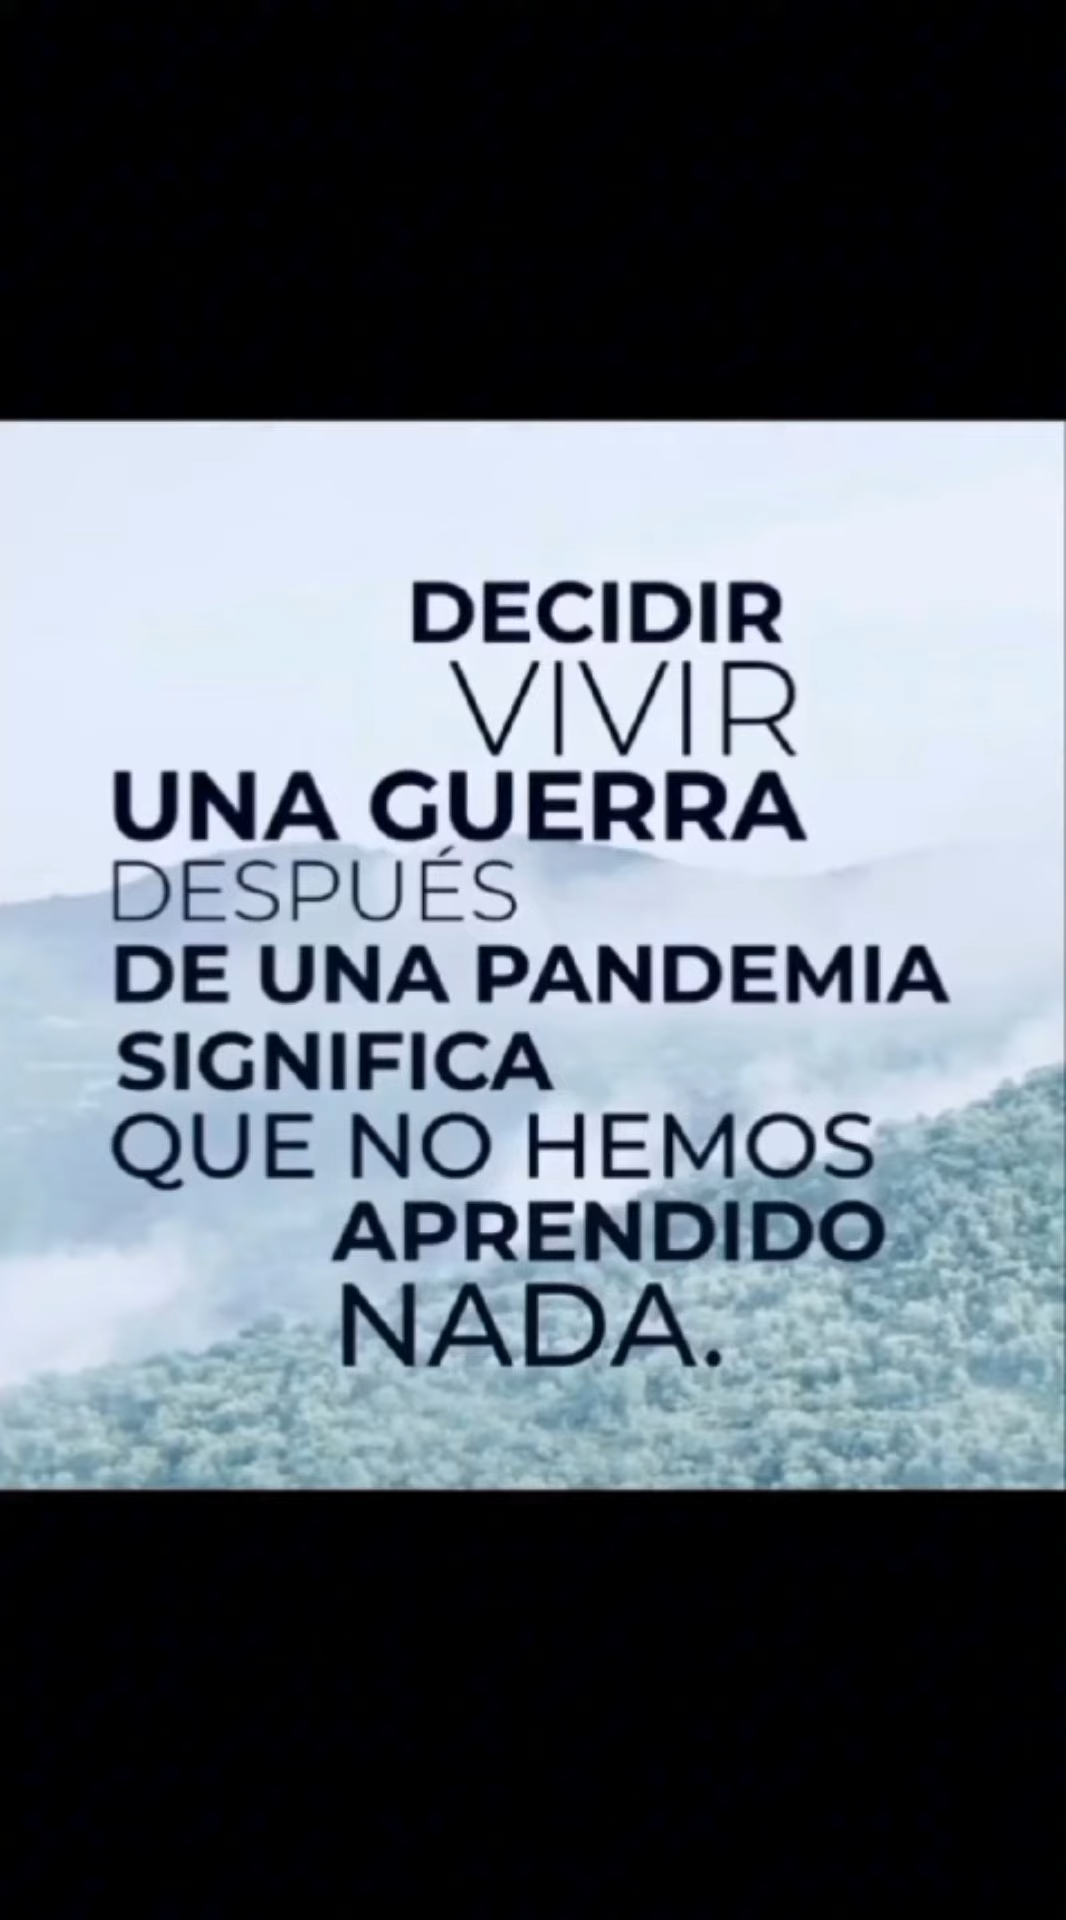 DECIDIR
VIVIR
UNA GUERRA
DESPUÉS
DE UNA PANDEMIA
SIGNIFICA
QUE NO HEMOS
APRENDIDO
NADA.